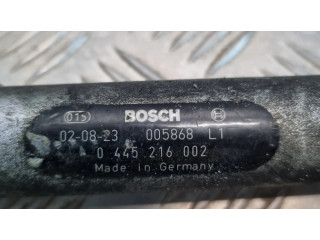 BOSCH
02-08-23 005868 L1
0 445 216 002
Made in Germany